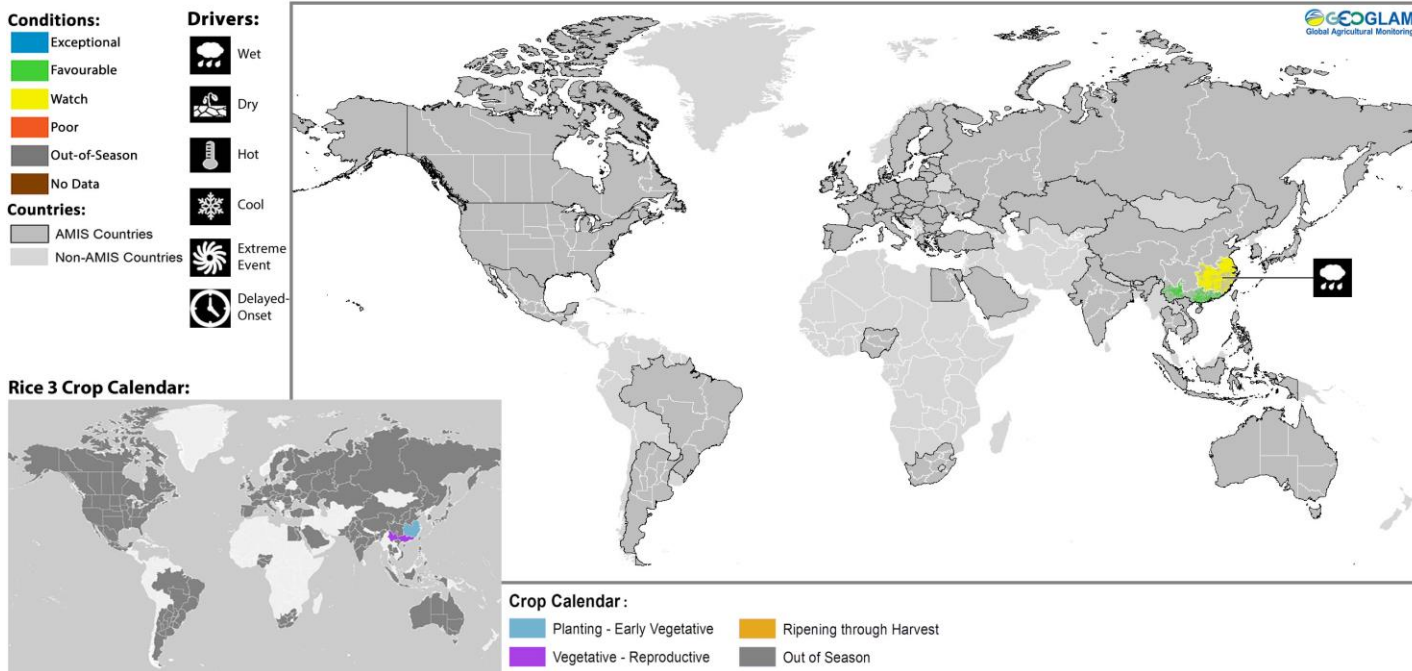 Conditions:
Exceptional
Favourable
Watch
Poor
Out-of-Season
No Data
Countries:
AMIS Countries
Non-AMIS Countries
Drivers:
Wet
Dry
Hot
Cool
Extreme
Event
Delayed-
Onset
GEOGLAM
Global Agricultural Monitoring
Rice 3 Crop Calendar:
Crop Calendar :
Planting - Early Vegetative
Vegetative - Reproductive
Ripening through Harvest
Out of Season